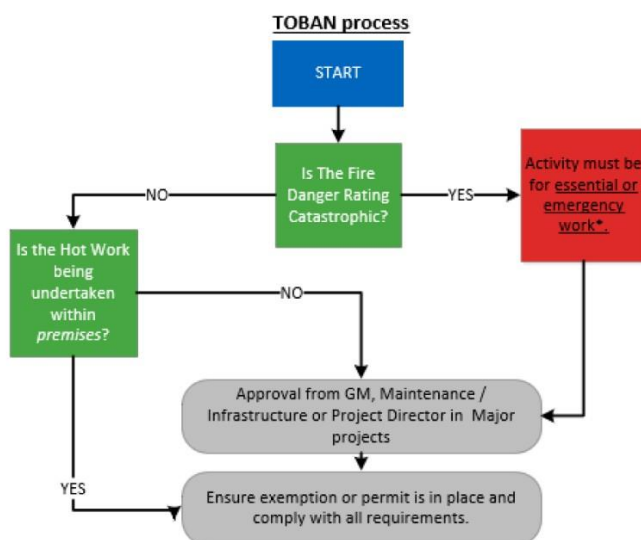 TOBAN process
START
Is The Fire
Danger Rating
Catastrophic?
NO
YES
Activity must be
for essential or
emergency
work*.
Is the Hot Work
being
undertaken
within
premises?
NO
Approval from GM, Maintenance /
Infrastructure or Project Director in Major
projects
YES
Ensure exemption or permit is in place and
comply with all requirements.